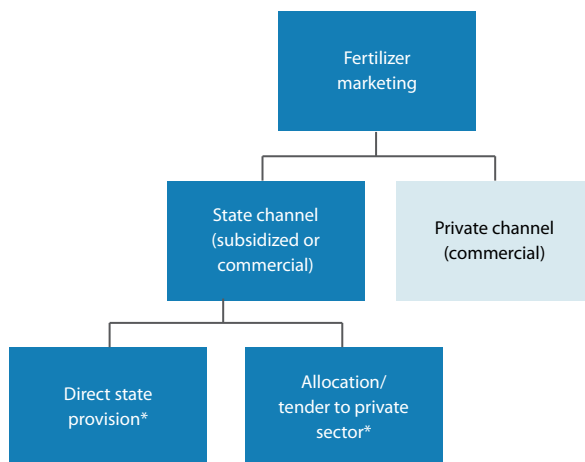 Fertilizer
marketing
State channel
(subsidized or
commercial)
Private channel
(commercial)
Direct state
provision*
Allocation/
tender to private
sector*